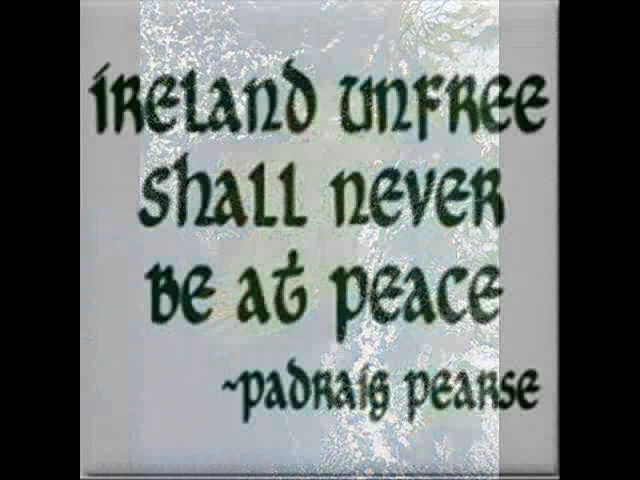 IRELAND UNFREE
SHALL NEVER
BE AT PEACE
~PADRAIG PEARSE